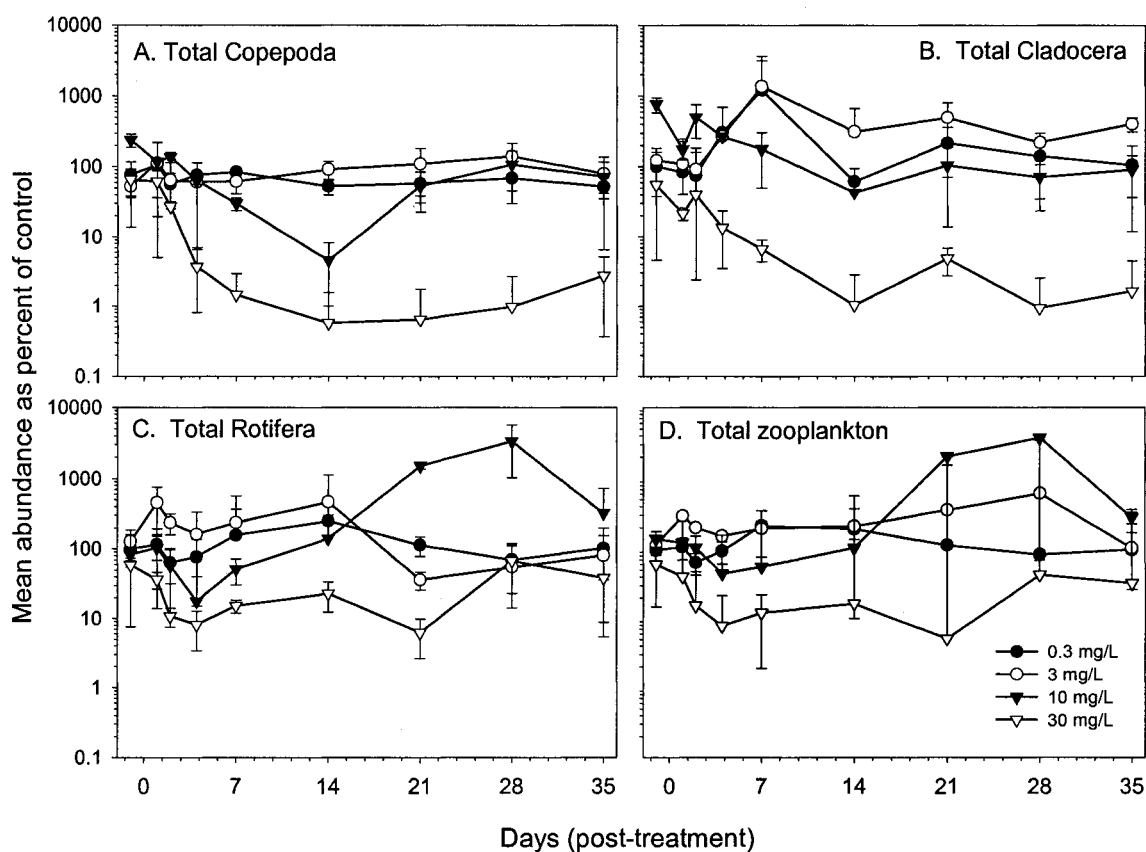 Mean abundance as percent of control
A. Total Copepoda
B. Total Cladocera
10000
1000
100
10
1
0.1
C. Total Rotifera
D. Total zooplankton
10000
1000
100
10
1
0.1
0.3 mg/L
3 mg/L
10 mg/L
30 mg/L
0 7 14 21 28 35
0 7 14 21 28 35
Days (post-treatment)